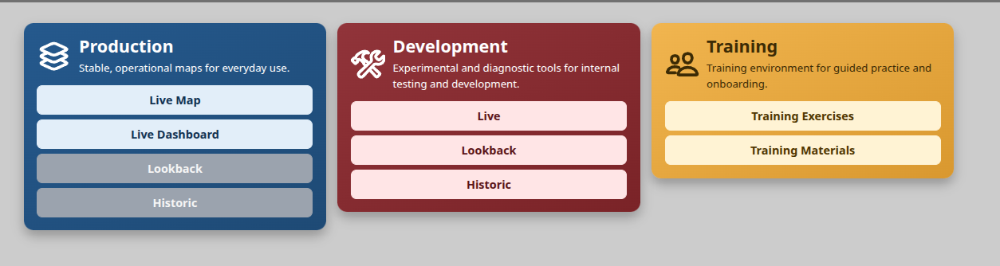 Production
Stable, operational maps for everyday use.
Live Map
Live Dashboard
Lookback
Historic
Development
Experimental and diagnostic tools for internal
testing and development.
Live
Lookback
Historic
Training
Training environment for guided practice and
onboarding.
Training Exercises
Training Materials